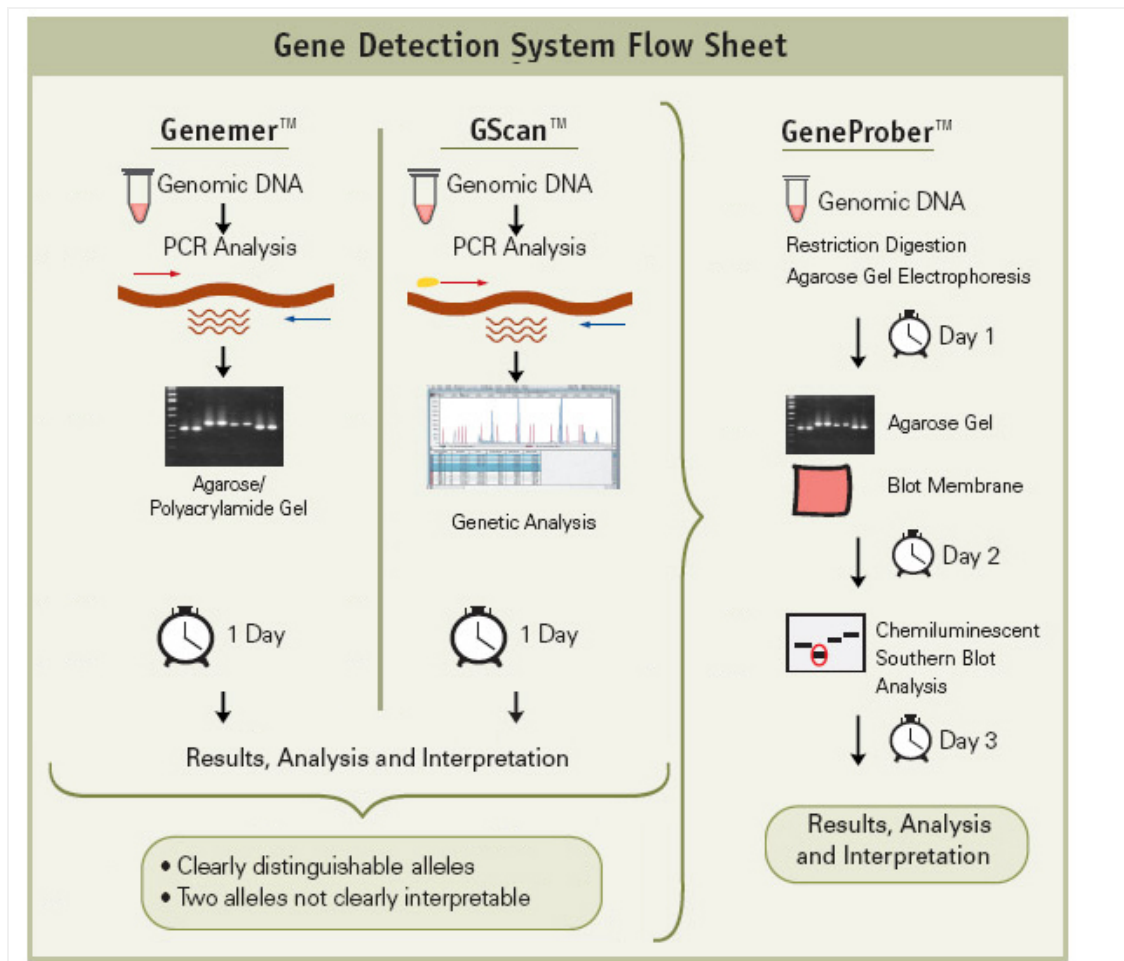 Gene Detection System Flow Sheet
Genemer™
Genomic DNA
PCR Analysis
Agarose/
Polyacrylamide Gel
1 Day
GScan™
Genomic DNA
PCR Analysis
Genetic Analysis
1 Day
Results, Analysis and Interpretation
• Clearly distinguishable alleles
• Two alleles not clearly interpretable
GeneProber™
Genomic DNA
Restriction Digestion
Agarose Gel Electrophoresis
Day 1
Agarose Gel
Blot Membrane
Day 2
Chemiluminescent
Southern Blot
Analysis
Day 3
Results, Analysis
and Interpretation